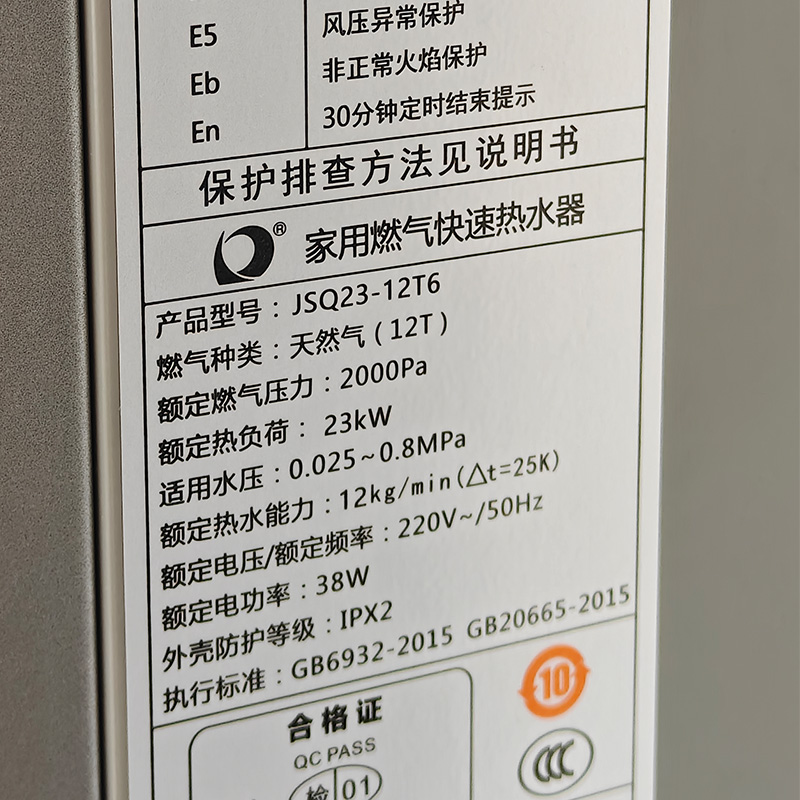 E5 风压异常保护
Eb 非正常火焰保护
En 30分钟定时结束提示
保护排查方法见说明书
® 家用燃气快速热水器
产品型号：JSQ23-12T6
燃气种类：天然气(12T)
额定燃气压力：2000Pa
额定热负荷：23kW
适用水压：0.025~0.8MPa
额定热水能力：12kg/min(△t=25K)
额定电压/额定频率：220V~/50Hz
额定电功率：38W
外壳防护等级：IPX2
执行标准：GB6932-2015 GB20665-2015
10
合格证
QC PASS
CCC
检 01